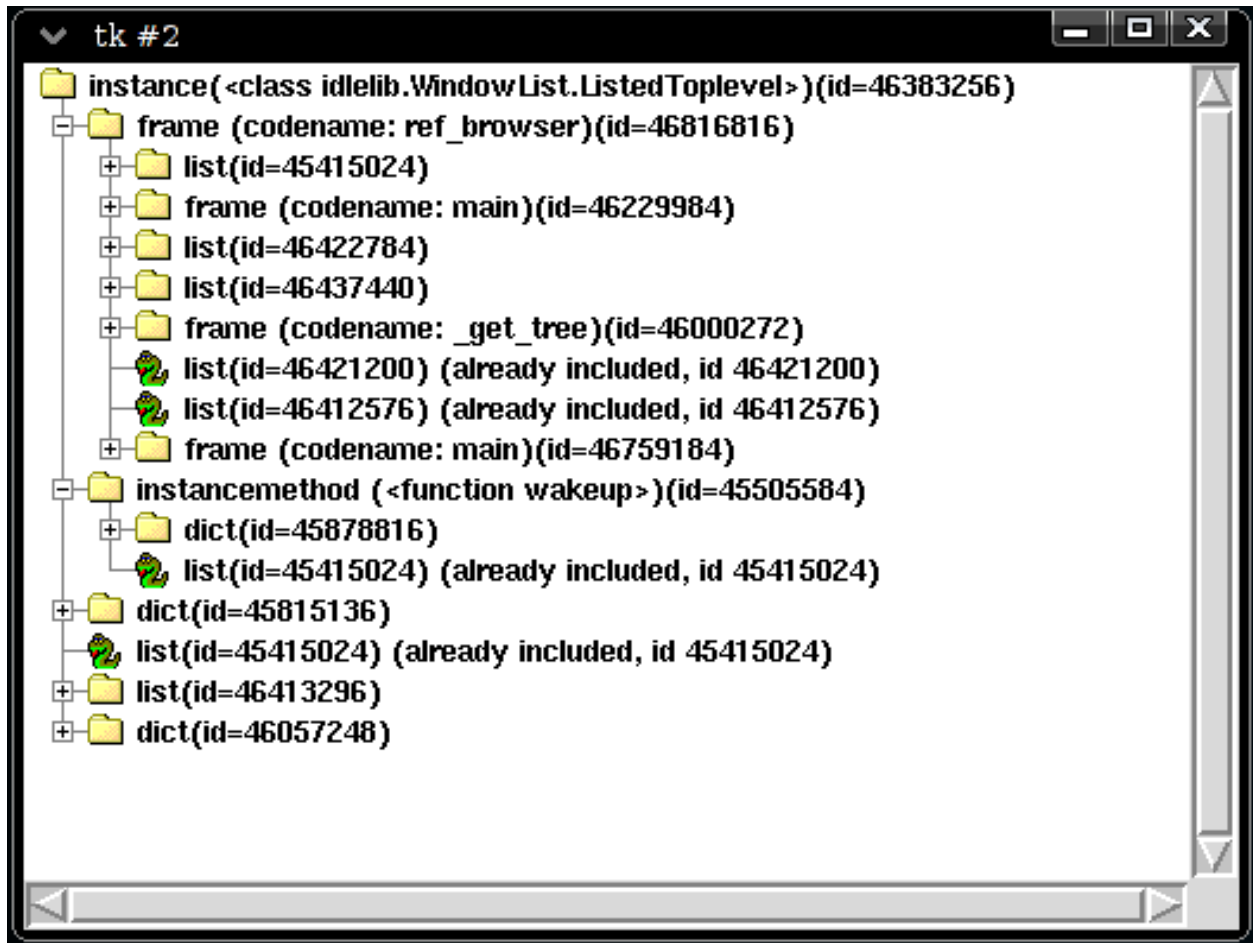 tk #2
instance(<class idlelib.WindowList.ListedToplevel>)(id=46383256)
frame (codename: ref_browser)(id=46816816)
list(id=45415024)
frame (codename: main)(id=46229984)
list(id=46422784)
list(id=46437440)
frame (codename: _get_tree)(id=46000272)
list(id=46421200) (already included, id 46421200)
list(id=46412576) (already included, id 46412576)
frame (codename: main)(id=46759184)
instancemethod (<function wakeup>)(id=45505584)
dict(id=45878816)
list(id=45415024) (already included, id 45415024)
dict(id=45815136)
list(id=45415024) (already included, id 45415024)
list(id=46413296)
dict(id=46057248)